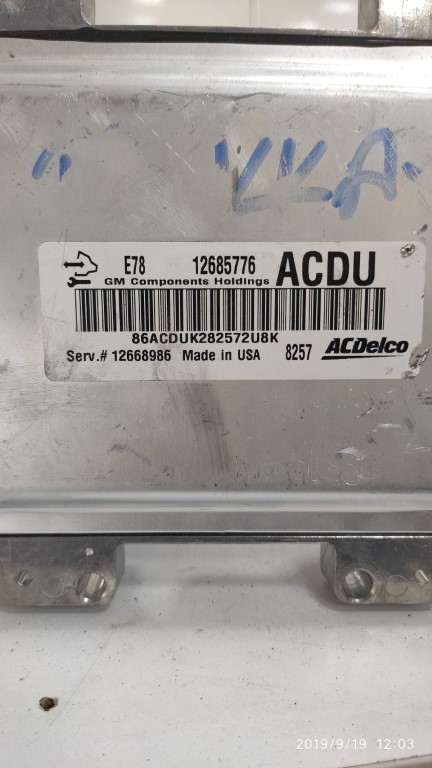 KKA
E78 12685776 ACDU
GM Components Holdings
86ACDUK282572U8K
Serv.# 12668986 Made in USA 8257 ACDelco
2019/9/19 12:03